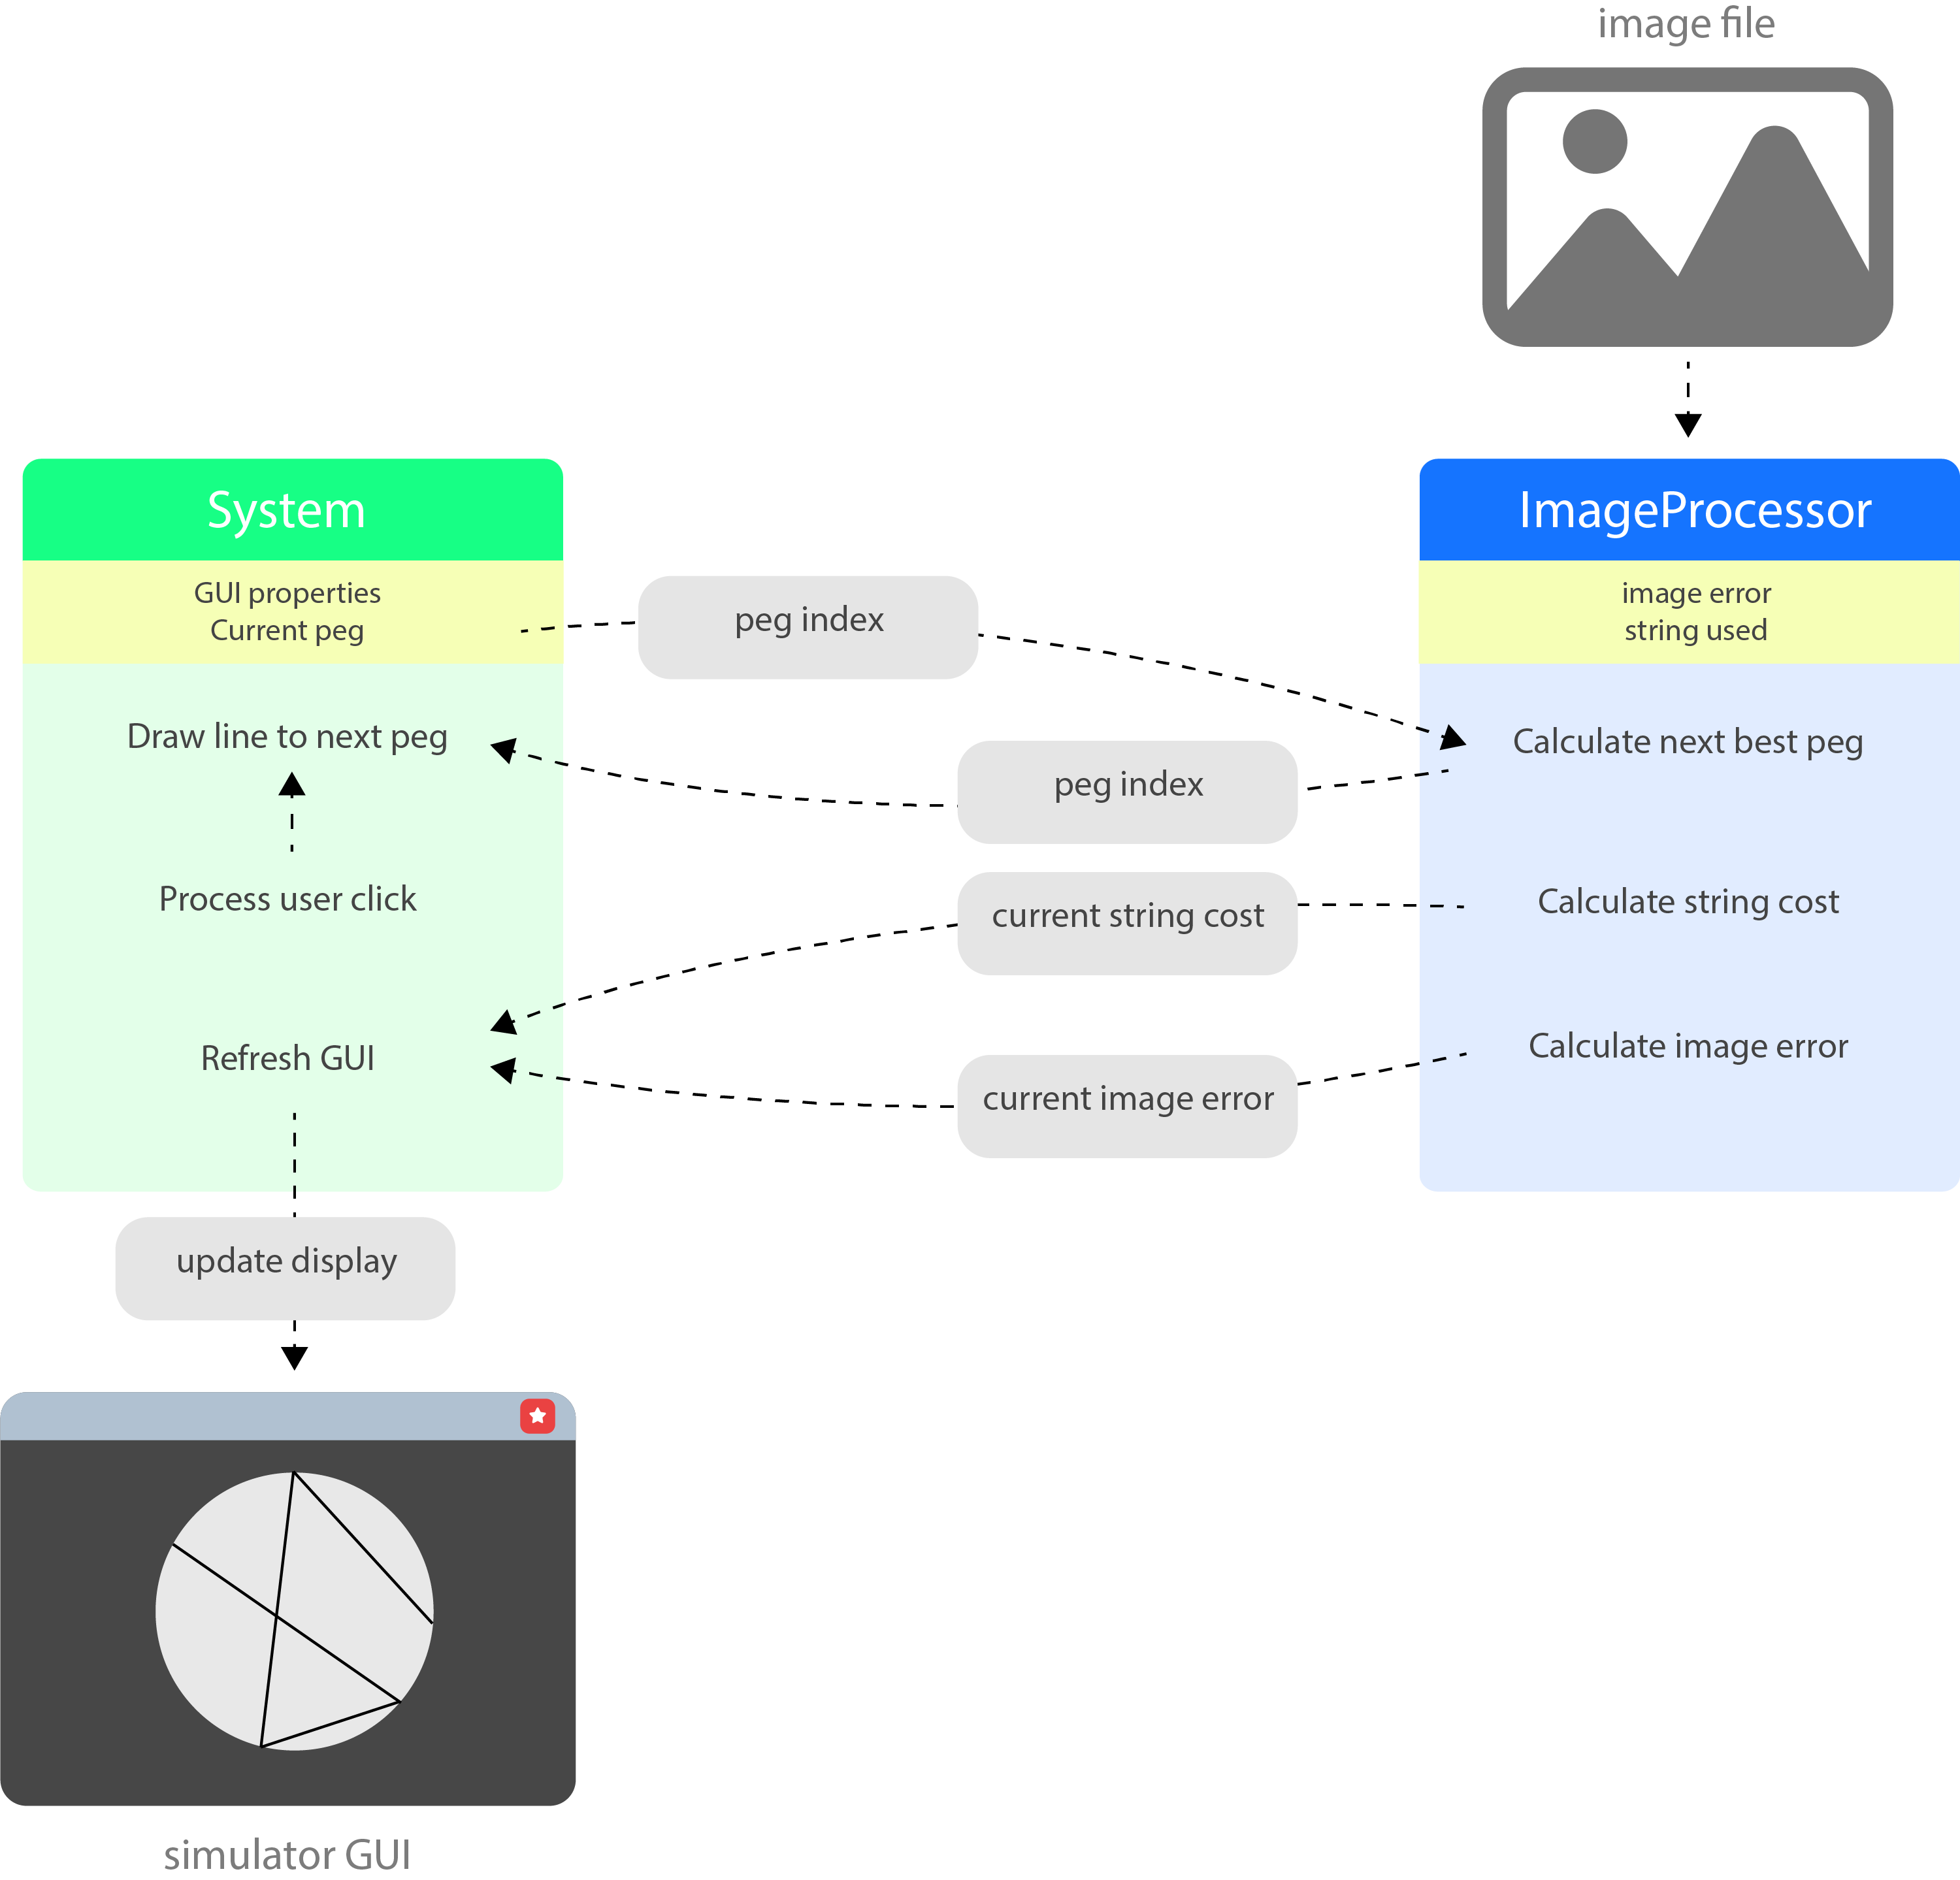 image file
System
GUI properties
Current peg
Draw line to next peg
Process user click
Refresh GUI
peg index
peg index
current string cost
current image error
ImageProcessor
image error
string used
Calculate next best peg
Calculate string cost
Calculate image error
update display
simulator GUI